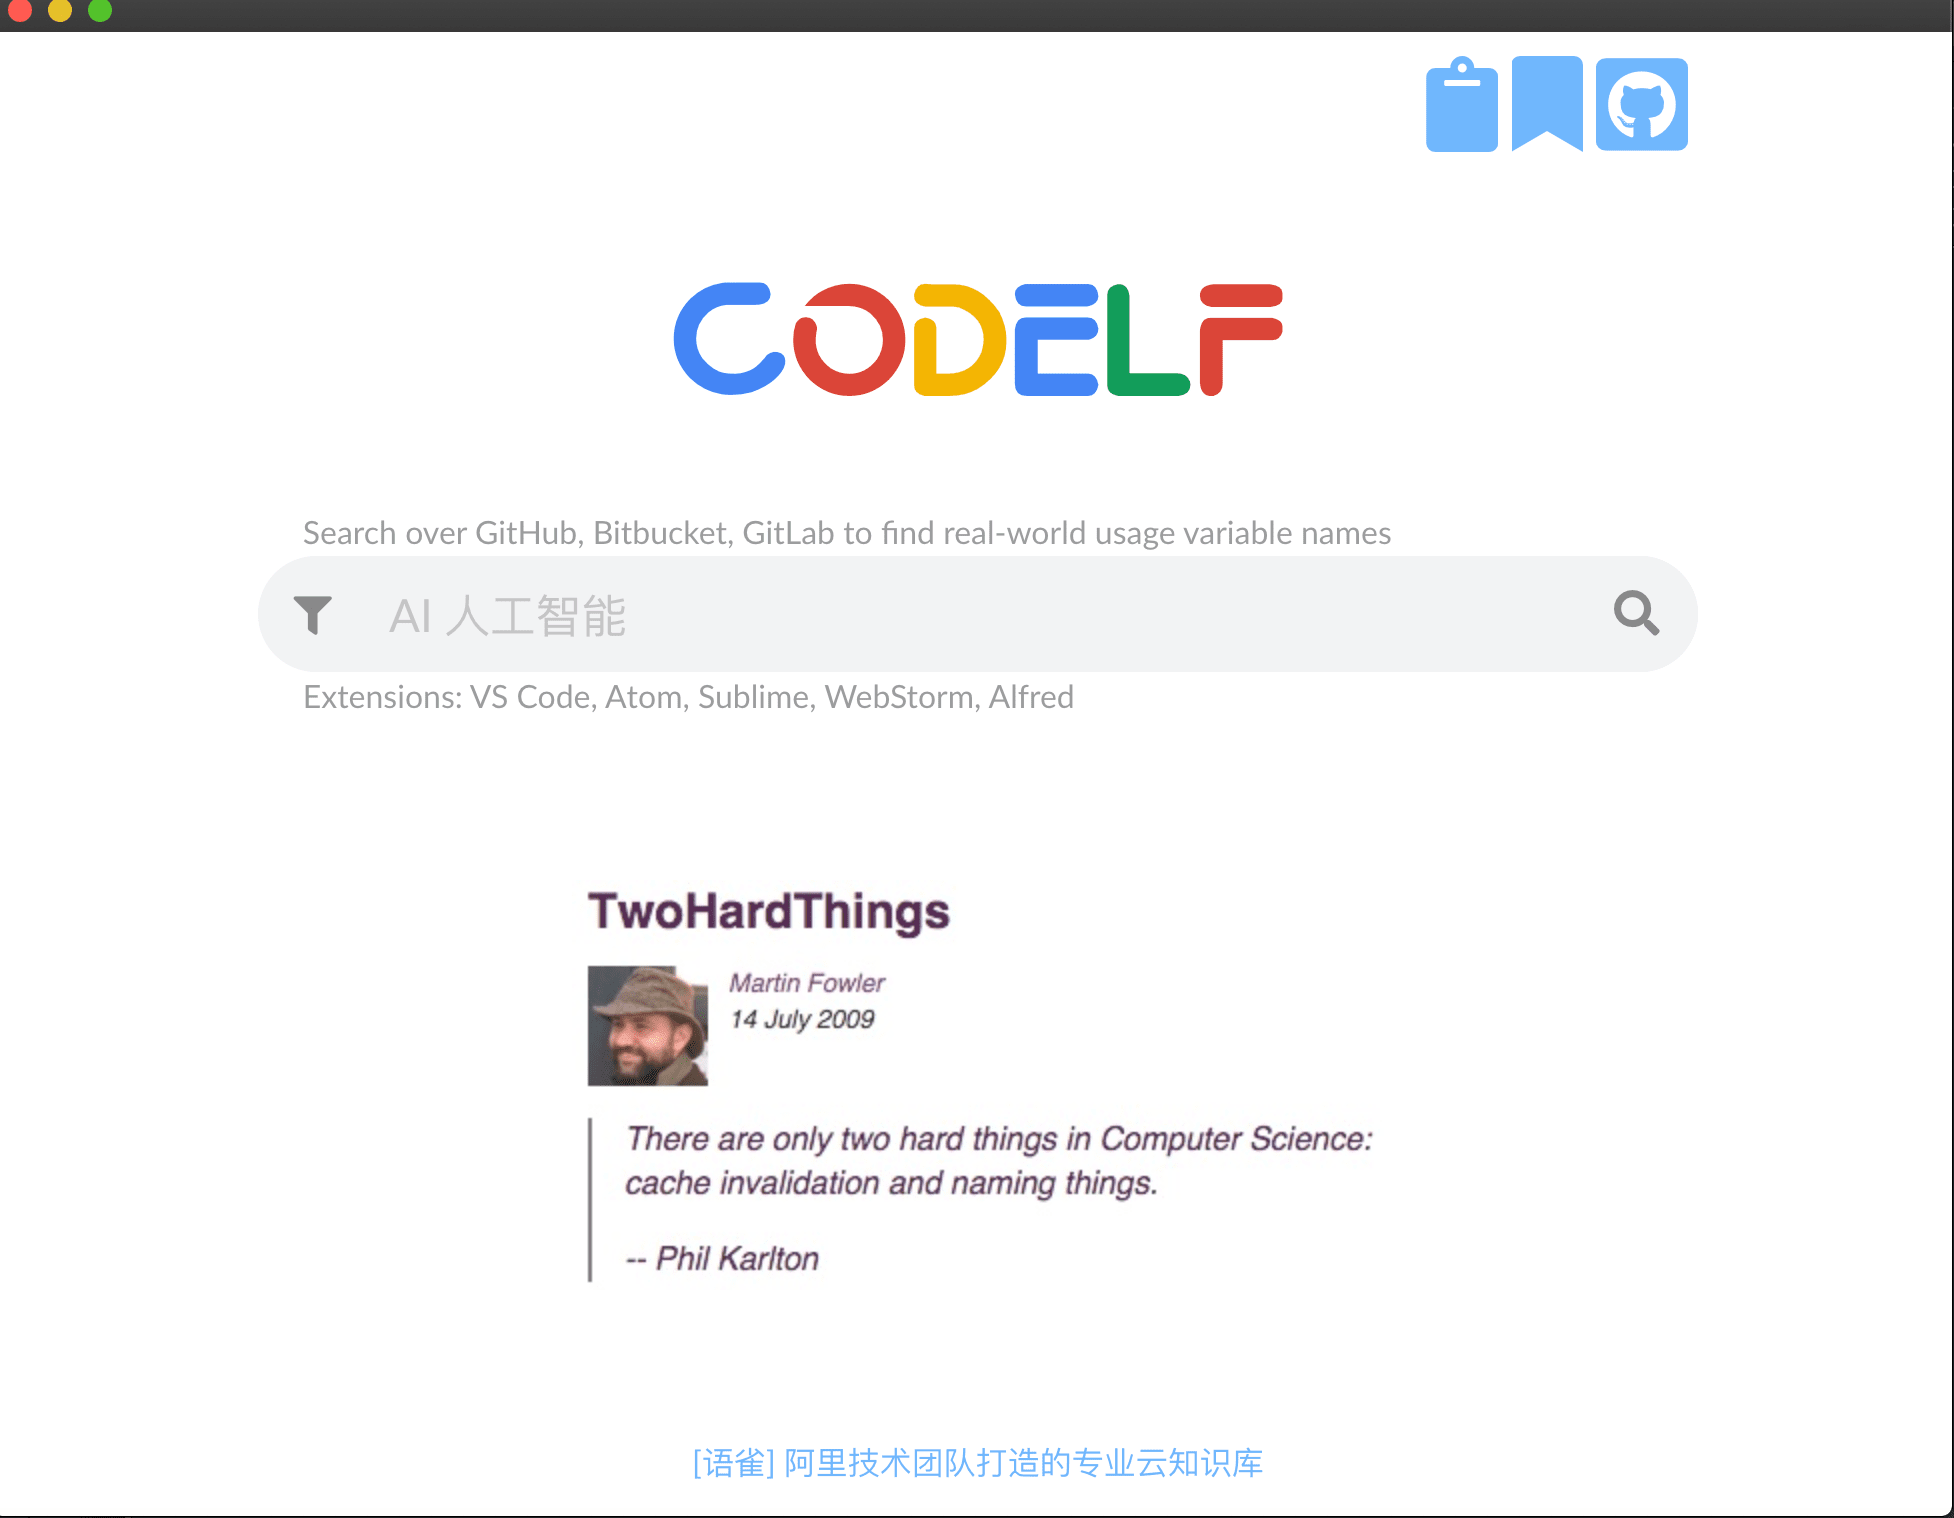 CODELF
Search over GitHub, Bitbucket, GitLab to find real-world usage variable names
AI 人工智能
Extensions: VS Code, Atom, Sublime, WebStorm, Alfred
TwoHardThings
Martin Fowler
14 July 2009
There are only two hard things in Computer Science:
cache invalidation and naming things.
-- Phil Karlton
[语雀] 阿里技术团队打造的专业云知识库